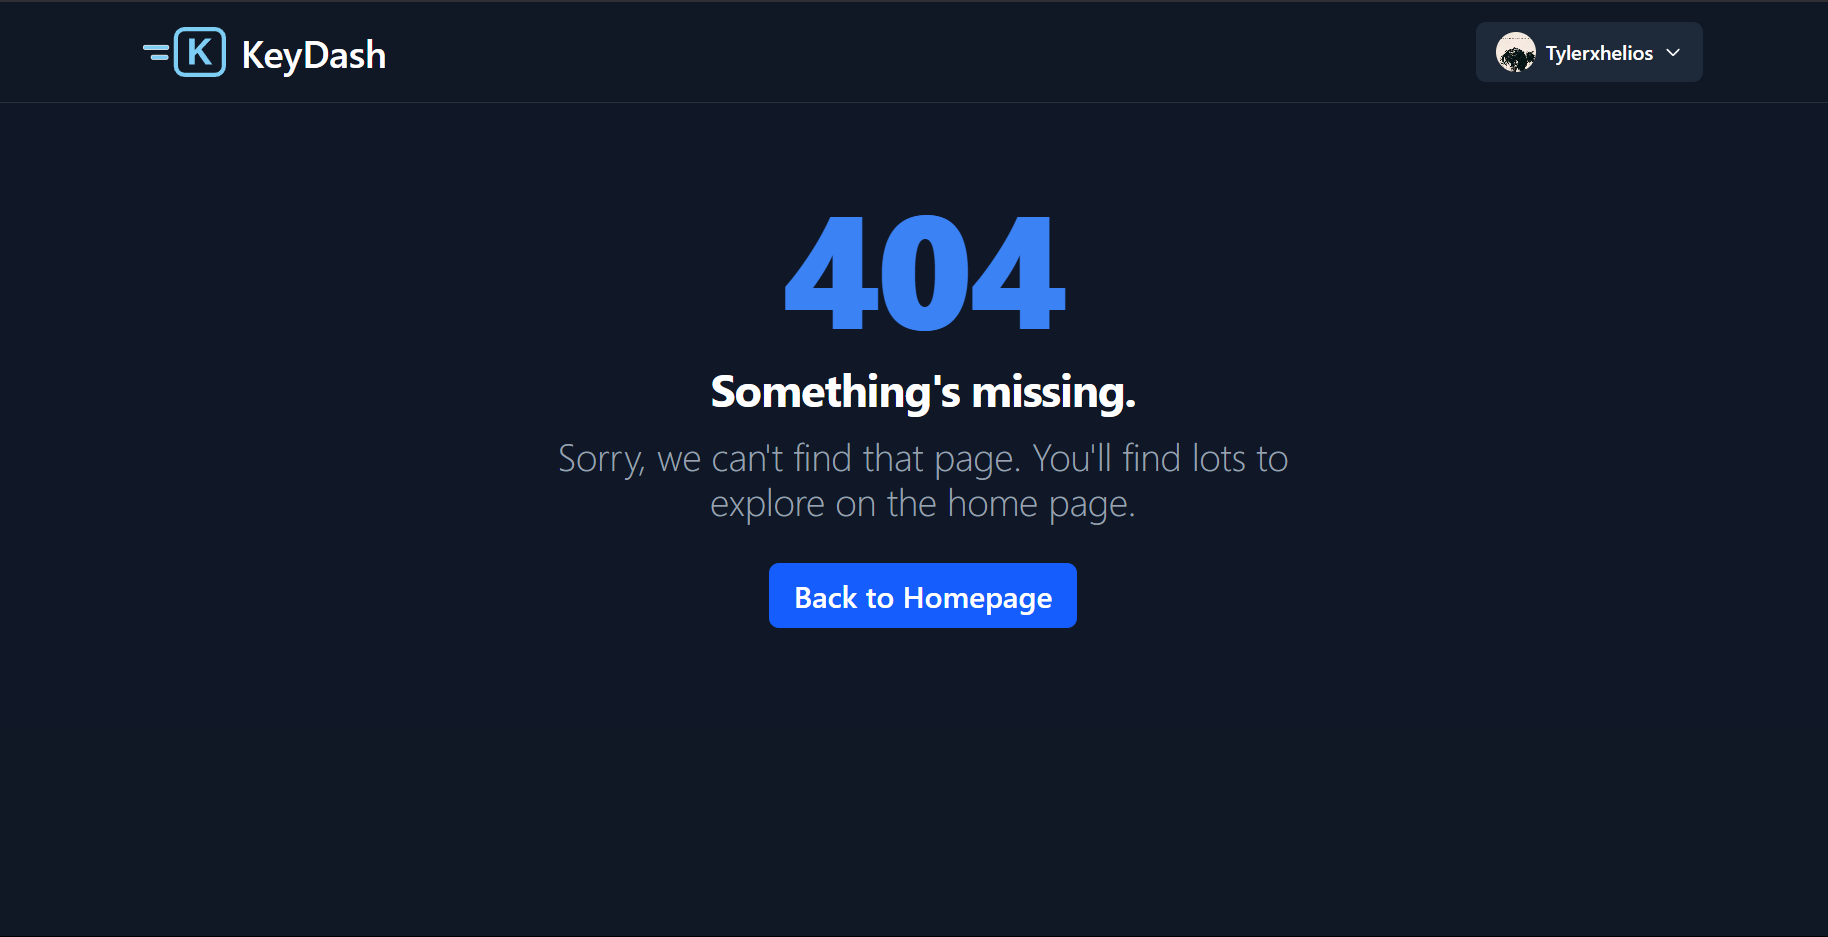 K KeyDash
Tylerxhelios
404
Something's missing.
Sorry, we can't find that page. You'll find lots to
explore on the home page.
Back to Homepage